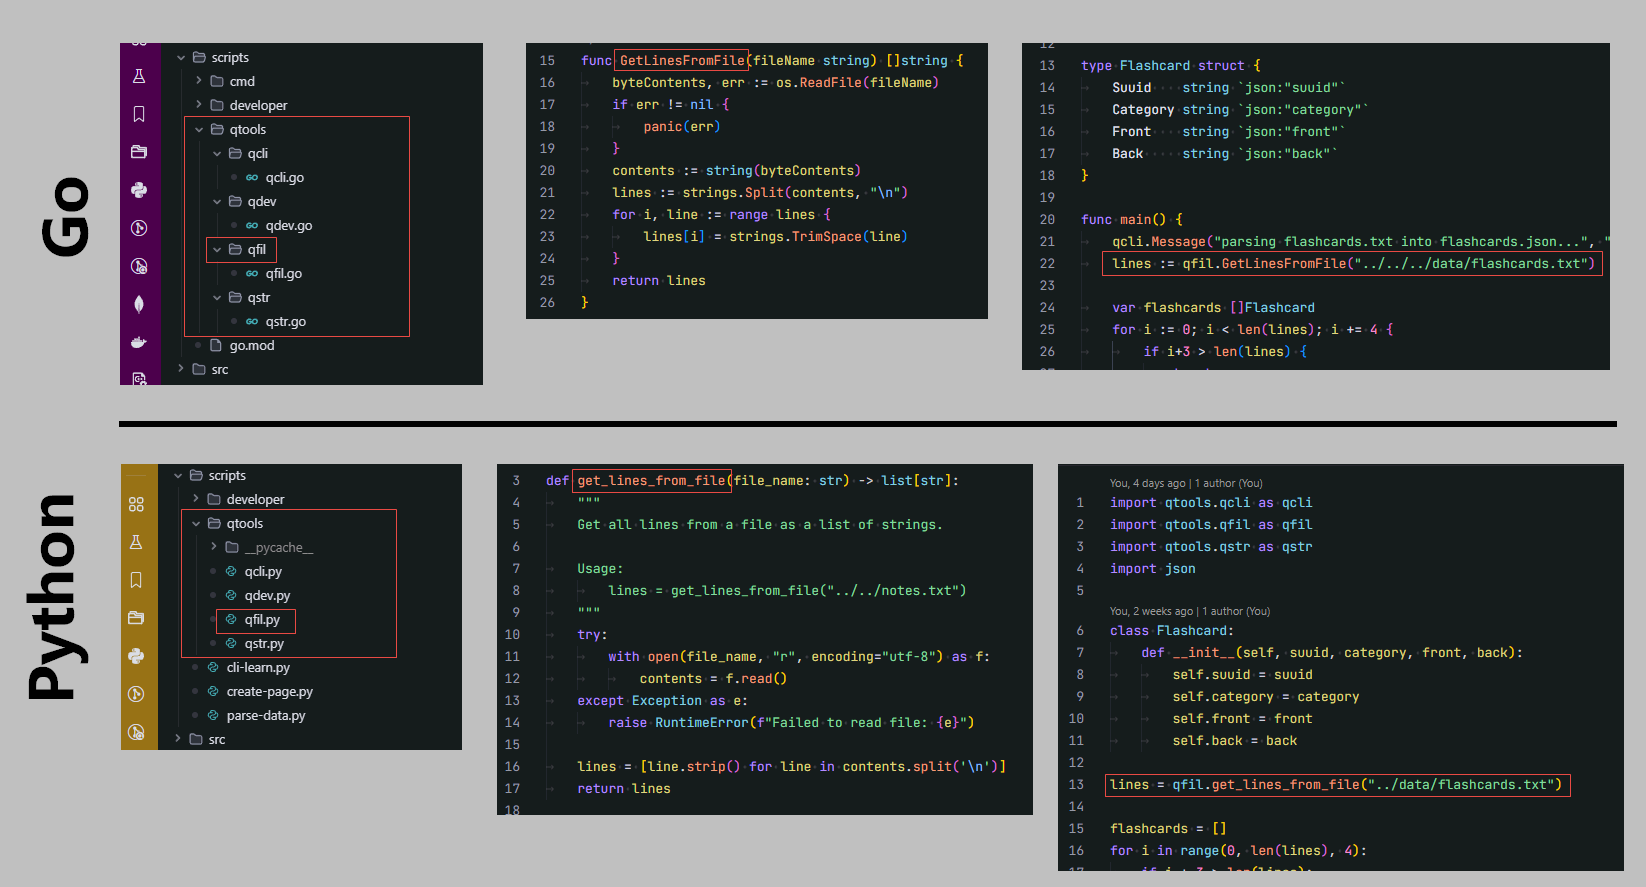 Go
scripts
cmd
developer
qtools
qcli
qcli.go
qdev
qdev.go
qfil
qfil.go
qstr
qstr.go
go.mod
src
15 func GetLinesFromFile(fileName string) []string {
16 byteContents, err := os.ReadFile(fileName)
17 if err != nil {
18 panic(err)
19 }
20 contents := string(byteContents)
21 lines := strings.Split(contents, "\n")
22 for i, line := range lines {
23 lines[i] = strings.TrimSpace(line)
24 }
25 return lines
26 }
12
13 type Flashcard struct {
14 Suuid string `json:"suuid"`
15 Category string `json:"category"`
16 Front string `json:"front"`
17 Back string `json:"back"`
18 }
19
20 func main() {
21 qcli.Message("parsing flashcards.txt into flashcards.json...", "
22 lines := qfil.GetLinesFromFile("../../../data/flashcards.txt")
23
24 var flashcards []Flashcard
25 for i := 0; i < len(lines); i += 4 {
26 if i+3 > len(lines) {
Python
scripts
developer
qtools
__pycache__
qcli.py
qdev.py
qfil.py
qstr.py
cli-learn.py
create-page.py
parse-data.py
src
3 def get_lines_from_file(file_name: str) -> list[str]:
4 """
5 Get all lines from a file as a list of strings.
6
7 Usage:
8 lines = get_lines_from_file("../../notes.txt")
9 """
10 try:
11 with open(file_name, "r", encoding="utf-8") as f:
12 contents = f.read()
13 except Exception as e:
14 raise RuntimeError(f"Failed to read file: {e}")
15
16 lines = [line.strip() for line in contents.split('\n')]
17 return lines
18
You, 4 days ago | 1 author (You)
1 import qtools.qcli as qcli
2 import qtools.qfil as qfil
3 import qtools.qstr as qstr
4 import json
5
You, 2 weeks ago | 1 author (You)
6 class Flashcard:
7 def __init__(self, suuid, category, front, back):
8 self.suuid = suuid
9 self.category = category
10 self.front = front
11 self.back = back
12
13 lines = qfil.get_lines_from_file("../data/flashcards.txt")
14
15 flashcards = []
16 for i in range(0, len(lines), 4):